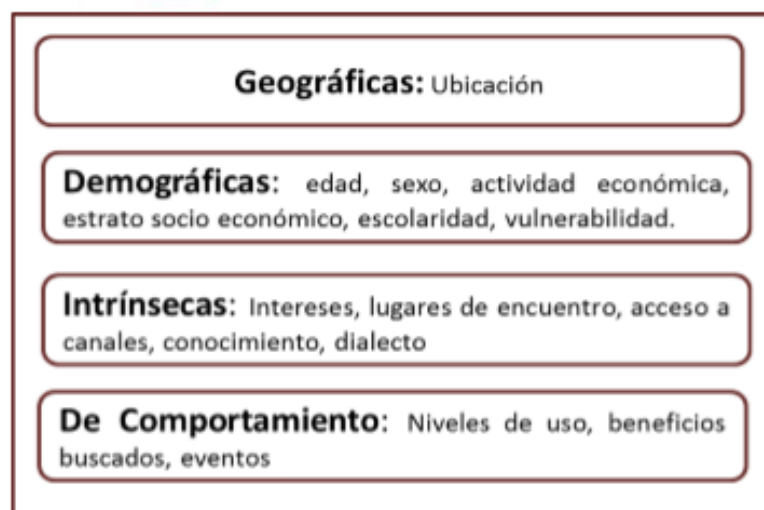 Geográficas: Ubicación
Demográficas: edad, sexo, actividad económica,
estrato socio económico, escolaridad, vulnerabilidad.
Intrínsecas: Intereses, lugares de encuentro, acceso a
canales, conocimiento, dialecto
De Comportamiento: Niveles de uso, beneficios
buscados, eventos